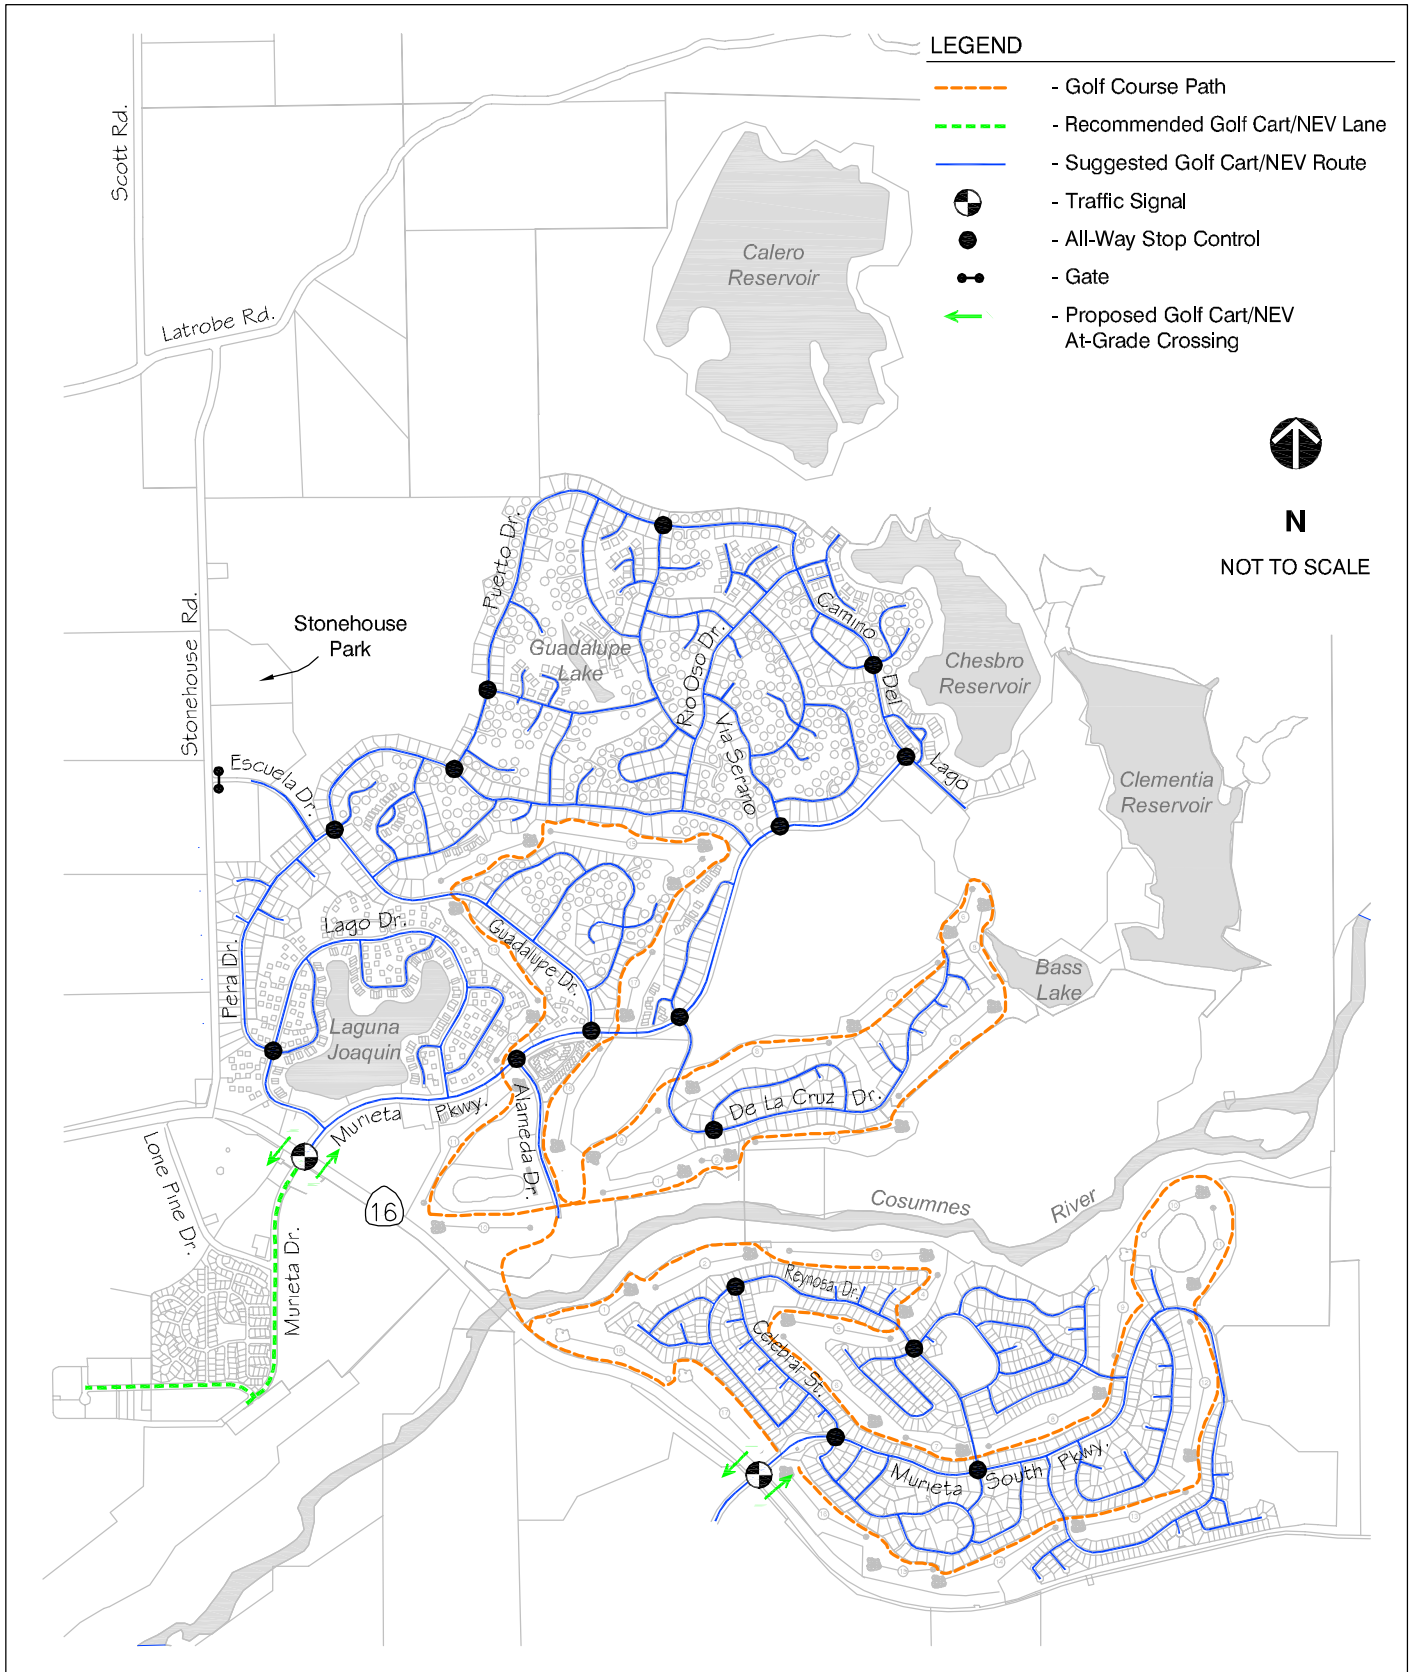 LEGEND
- Golf Course Path
- Recommended Golf Cart/NEV Lane
- Suggested Golf Cart/NEV Route
- Traffic Signal
- All-Way Stop Control
- Gate
- Proposed Golf Cart/NEV
At-Grade Crossing
N
NOT TO SCALE
Scott Rd.
Latrobe Rd.
Calero
Reservoir
Stonehouse Rd.
Stonehouse
Park
Puerto Dr.
Guadalupe
Lake
Rio Oso Dr.
Via Serano
Camino
Del
Lago
Chesbro
Reservoir
Clementia
Reservoir
Escuela Dr.
Pera Dr.
Lago Dr.
Guadalupe Dr.
Laguna
Joaquin
Bass
Lake
Murieta
Pkwy.
Alameda Dr.
De La Cruz Dr.
Lone Pine Dr.
16
Cosumnes
River
Murieta Dr.
Reynosa Dr.
Celebrar St.
Murieta
South
Pkwy.